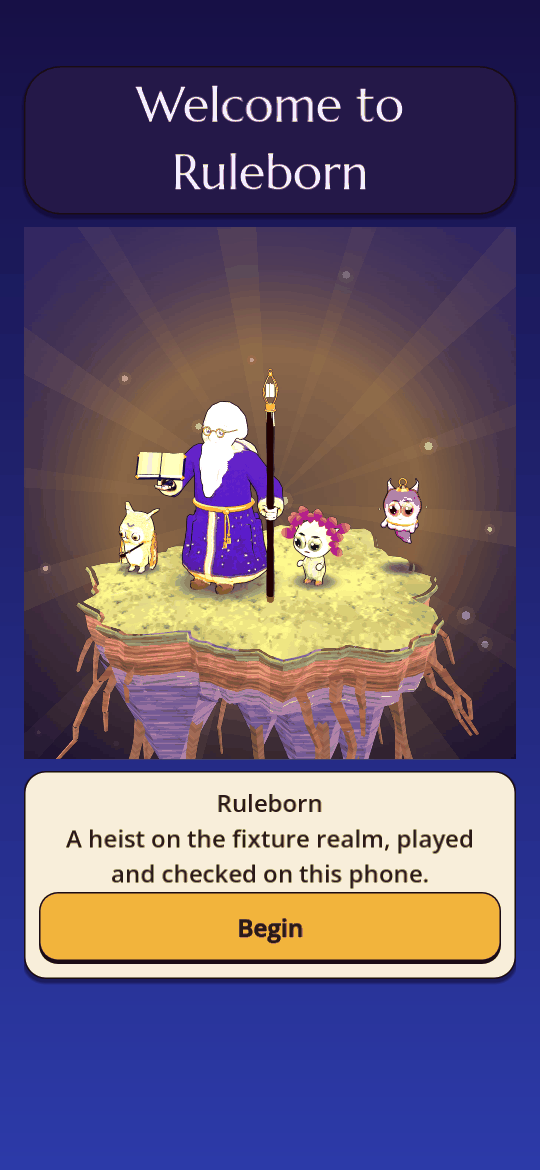 Welcome to
Ruleborn
Ruleborn
A heist on the fixture realm, played
and checked on this phone.
Begin